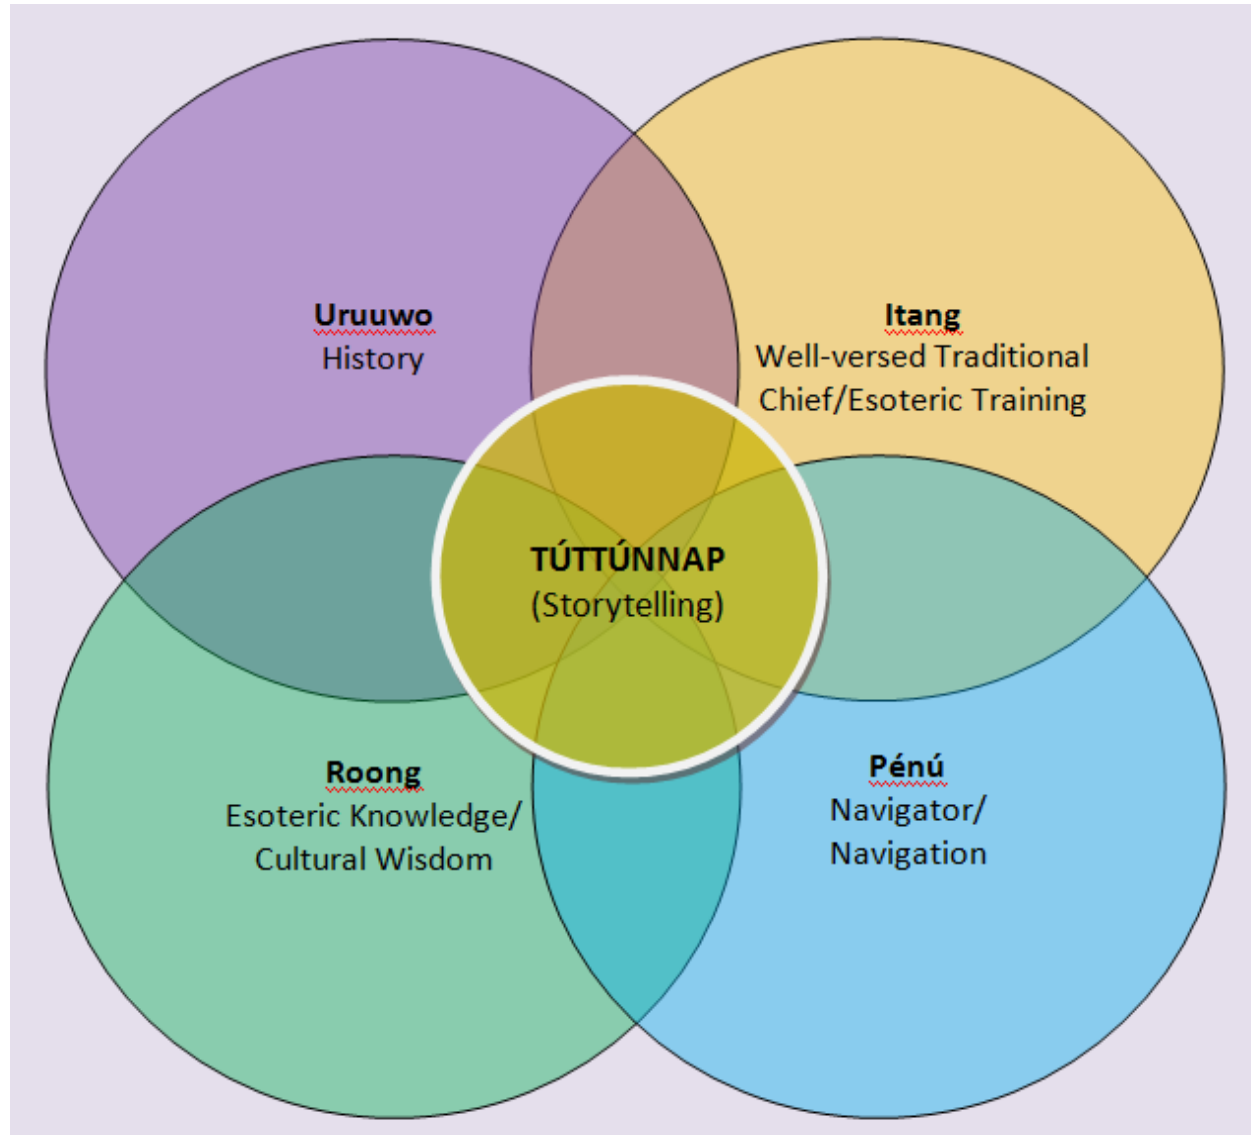 Uruuwo
History
Itang
Well-versed Traditional
Chief/Esoteric Training
TÚTTÚNNAP
(Storytelling)
Roong
Esoteric Knowledge/
Cultural Wisdom
Pénú
Navigator/
Navigation